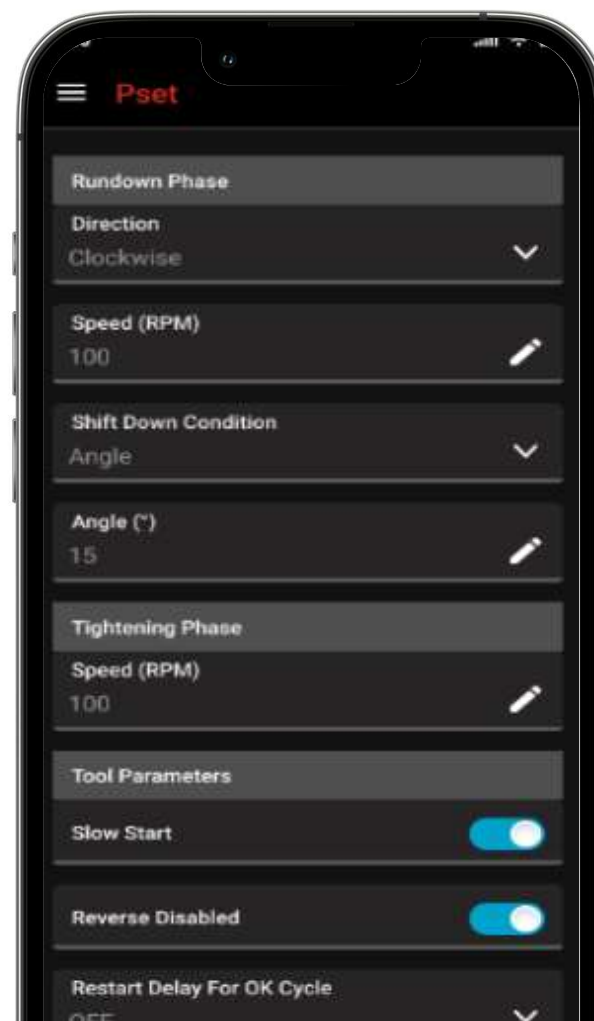 Pset
Rundown Phase
Direction
Clockwise
Speed (RPM)
100
Shift Down Condition
Angle
Angle (°)
15
Tightening Phase
Speed (RPM)
100
Tool Parameters
Slow Start
Reverse Disabled
Restart Delay For OK Cycle
OFF